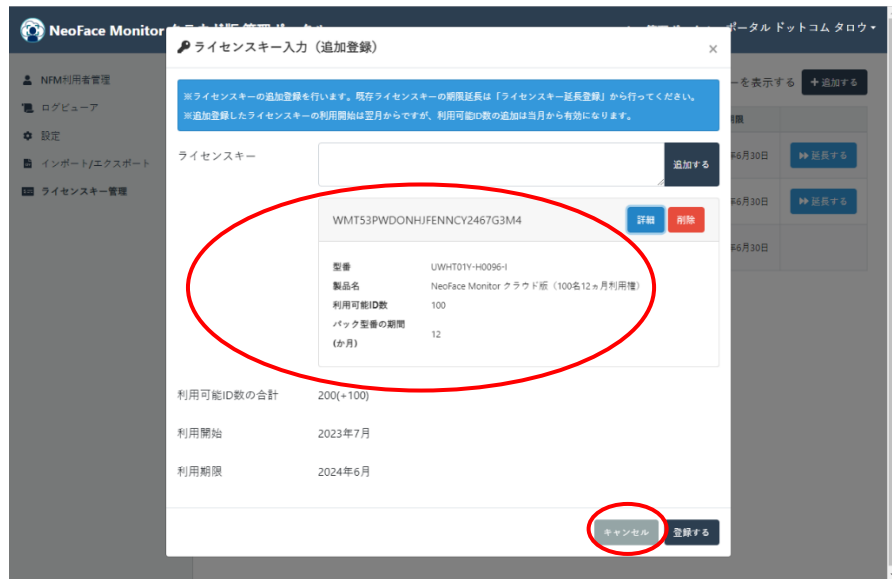 NeoFace Monitor
ポータル ドットコム タロウ
ライセンスキー入力（追加登録）
×
NFM利用者管理
ログビューア
設定
インポート/エクスポート
ライセンスキー管理
ーを表示する
+追加する
※ライセンスキーの追加登録を行います。既存ライセンスキーの期限延長は「ライセンスキー延長登録」から行ってください。
※追加登録したライセンスキーの利用開始は翌月からですが、利用可能ID数の追加は当月から有効になります。
期限
ライセンスキー
追加する
年6月30日
延長する
WMT53PWDONHJFENNCY2467G3M4
詳細
削除
年6月30日
延長する
年6月30日
型番 UWHT01Y-H0096-I
製品名 NeoFace Monitor クラウド版（100名12ヵ月利用権）
利用可能ID数 100
パック型番の期間
(か月) 12
利用可能ID数の合計 200(+100)
利用開始 2023年7月
利用期限 2024年6月
キャンセル
登録する